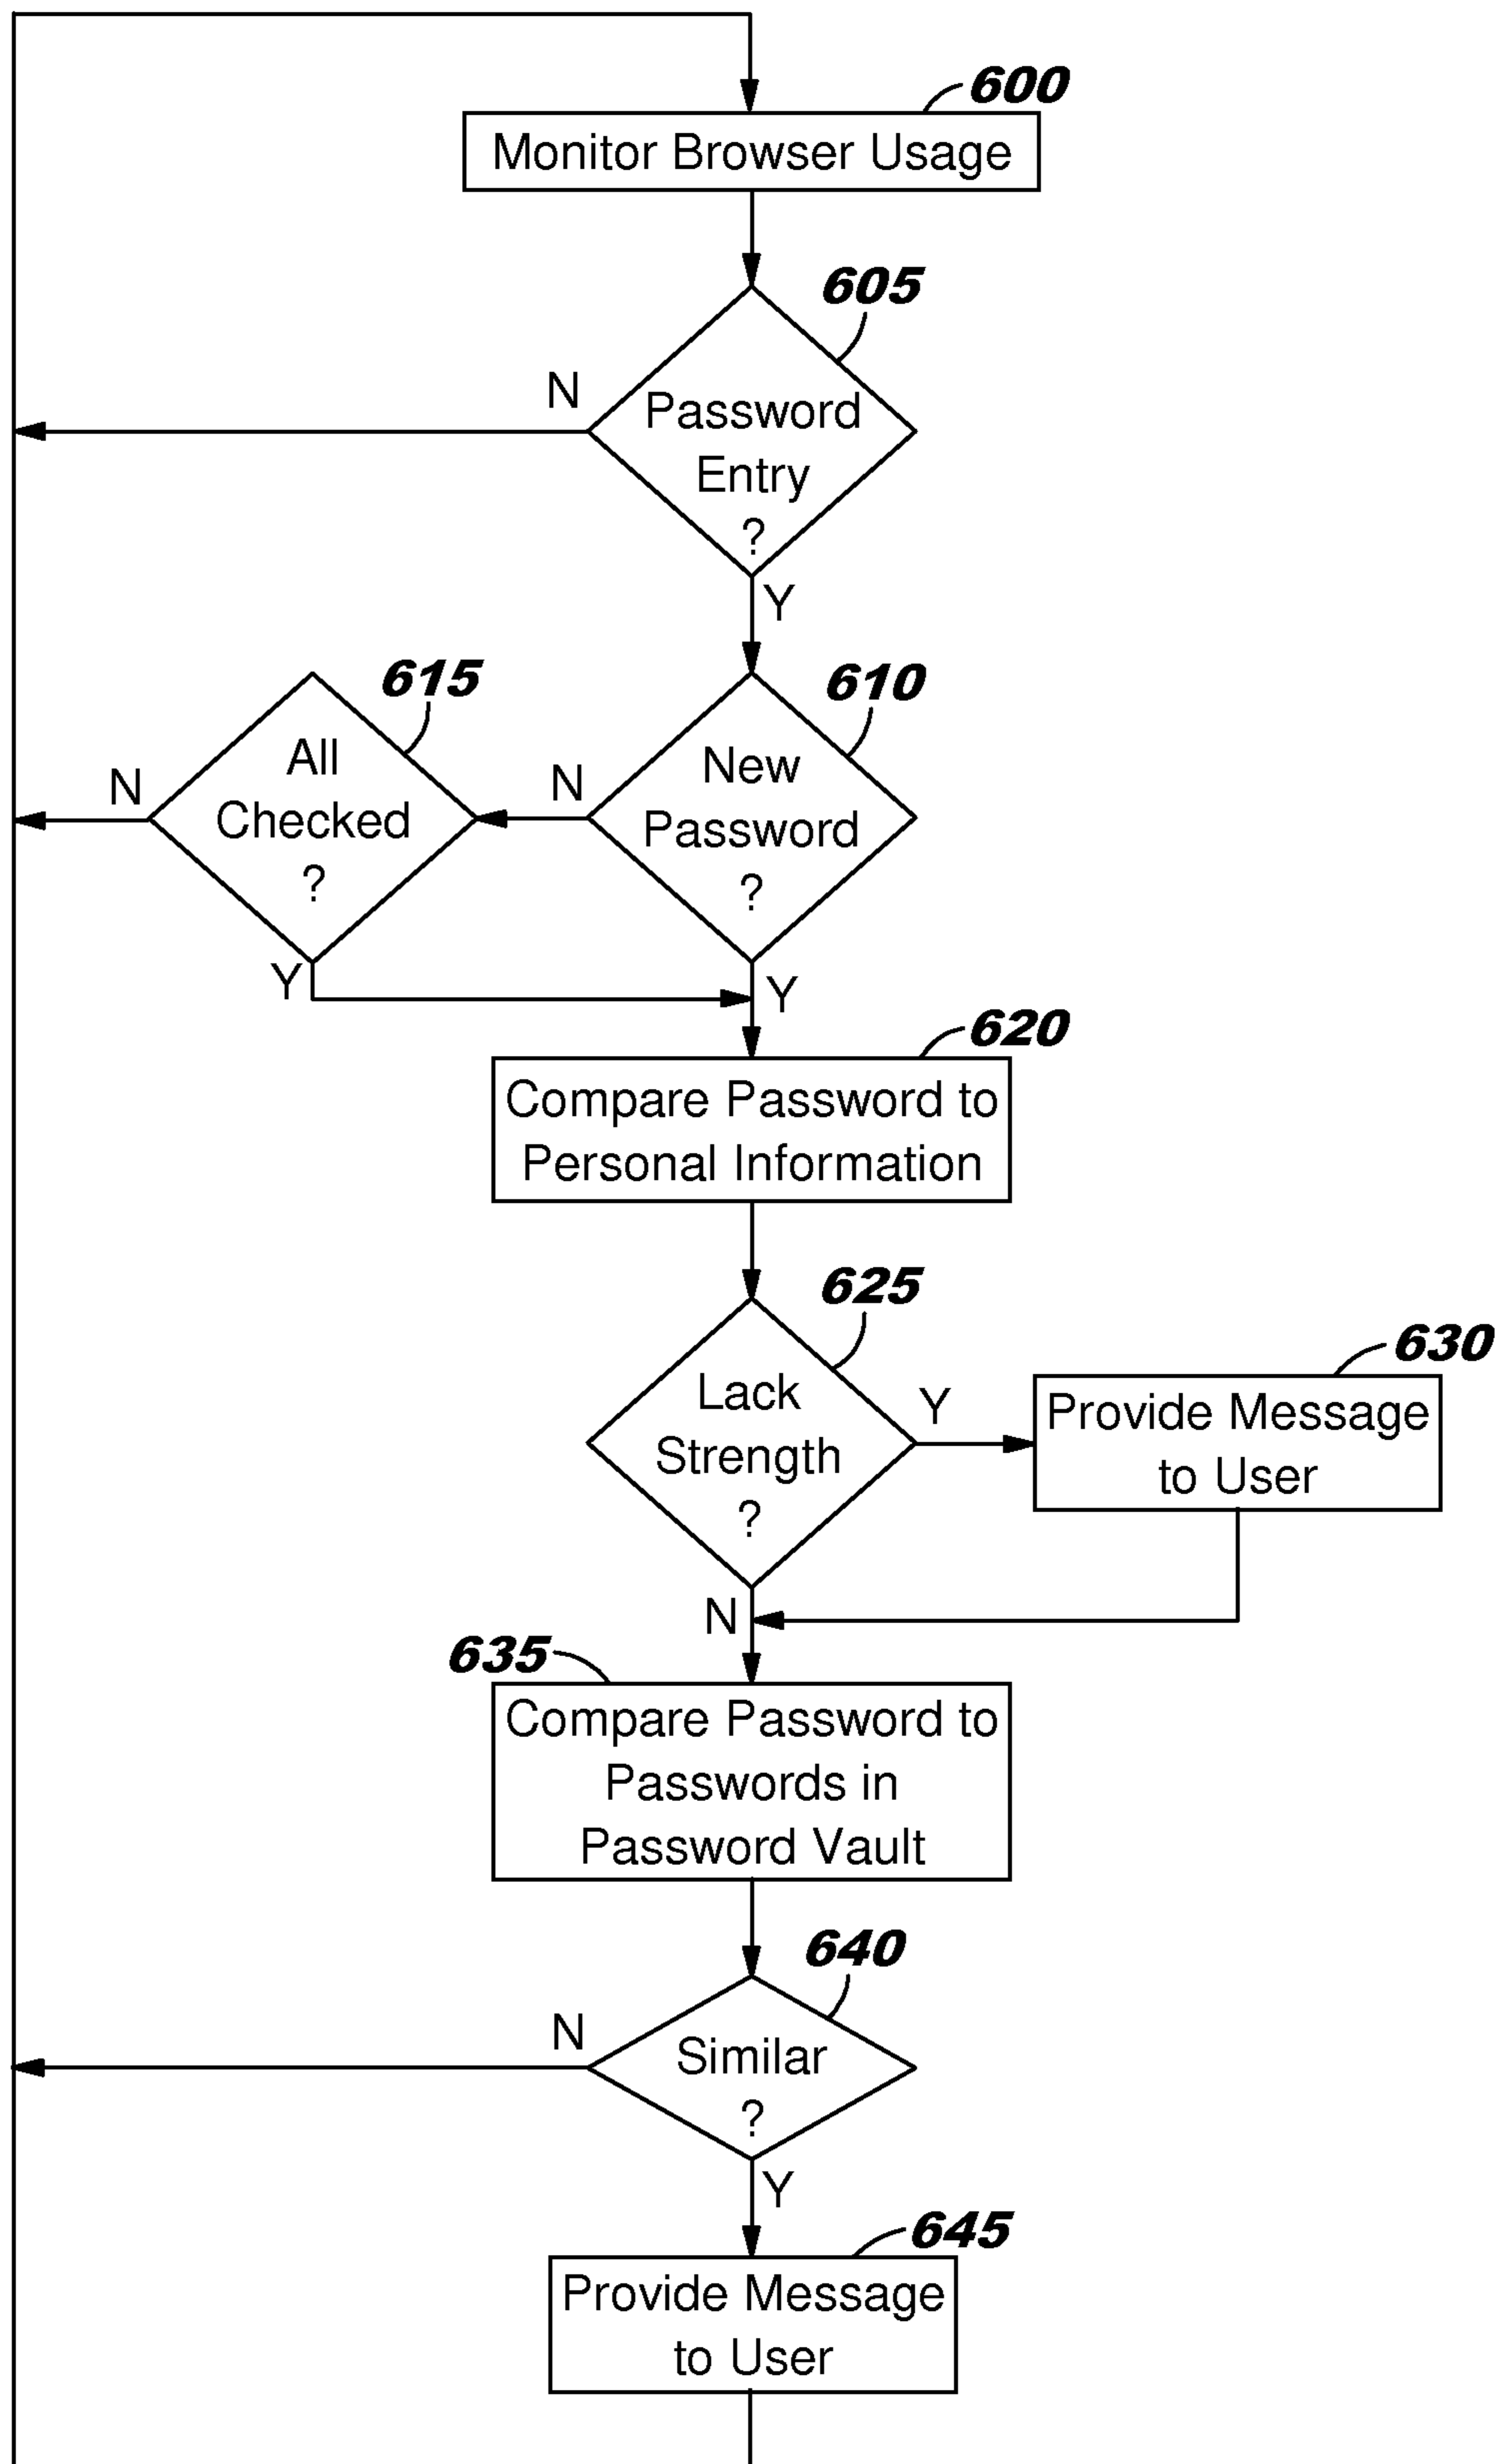 600
Monitor Browser Usage
605
N
Password
Entry
?
Y
615
610
All
Checked
?
N
N
New
Password
?
Y
Y
620
Compare Password to
Personal Information
625
Lack
Strength
?
Y
630
Provide Message
to User
N
635
Compare Password to
Passwords in
Password Vault
640
N
Similar
?
Y
645
Provide Message
to User